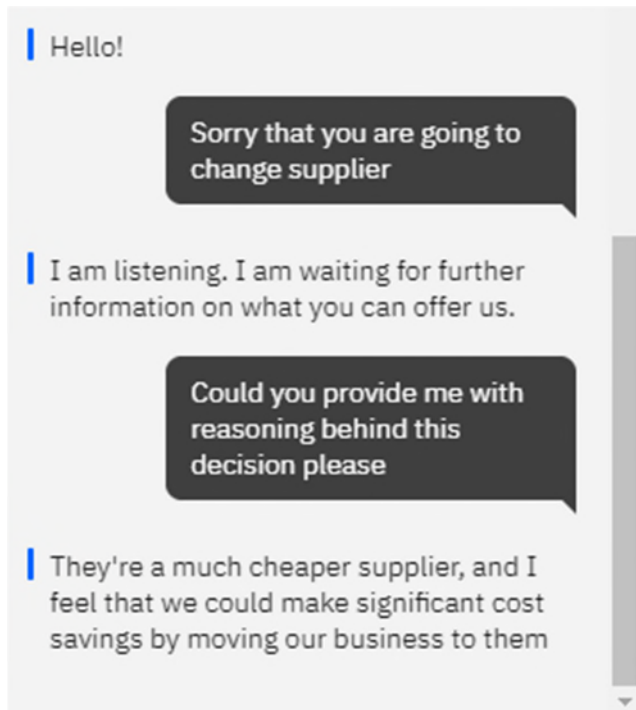 Hello!
Sorry that you are going to
change supplier
I am listening. I am waiting for further
information on what you can offer us.
Could you provide me with
reasoning behind this
decision please
They're a much cheaper supplier, and I
feel that we could make significant cost
savings by moving our business to them